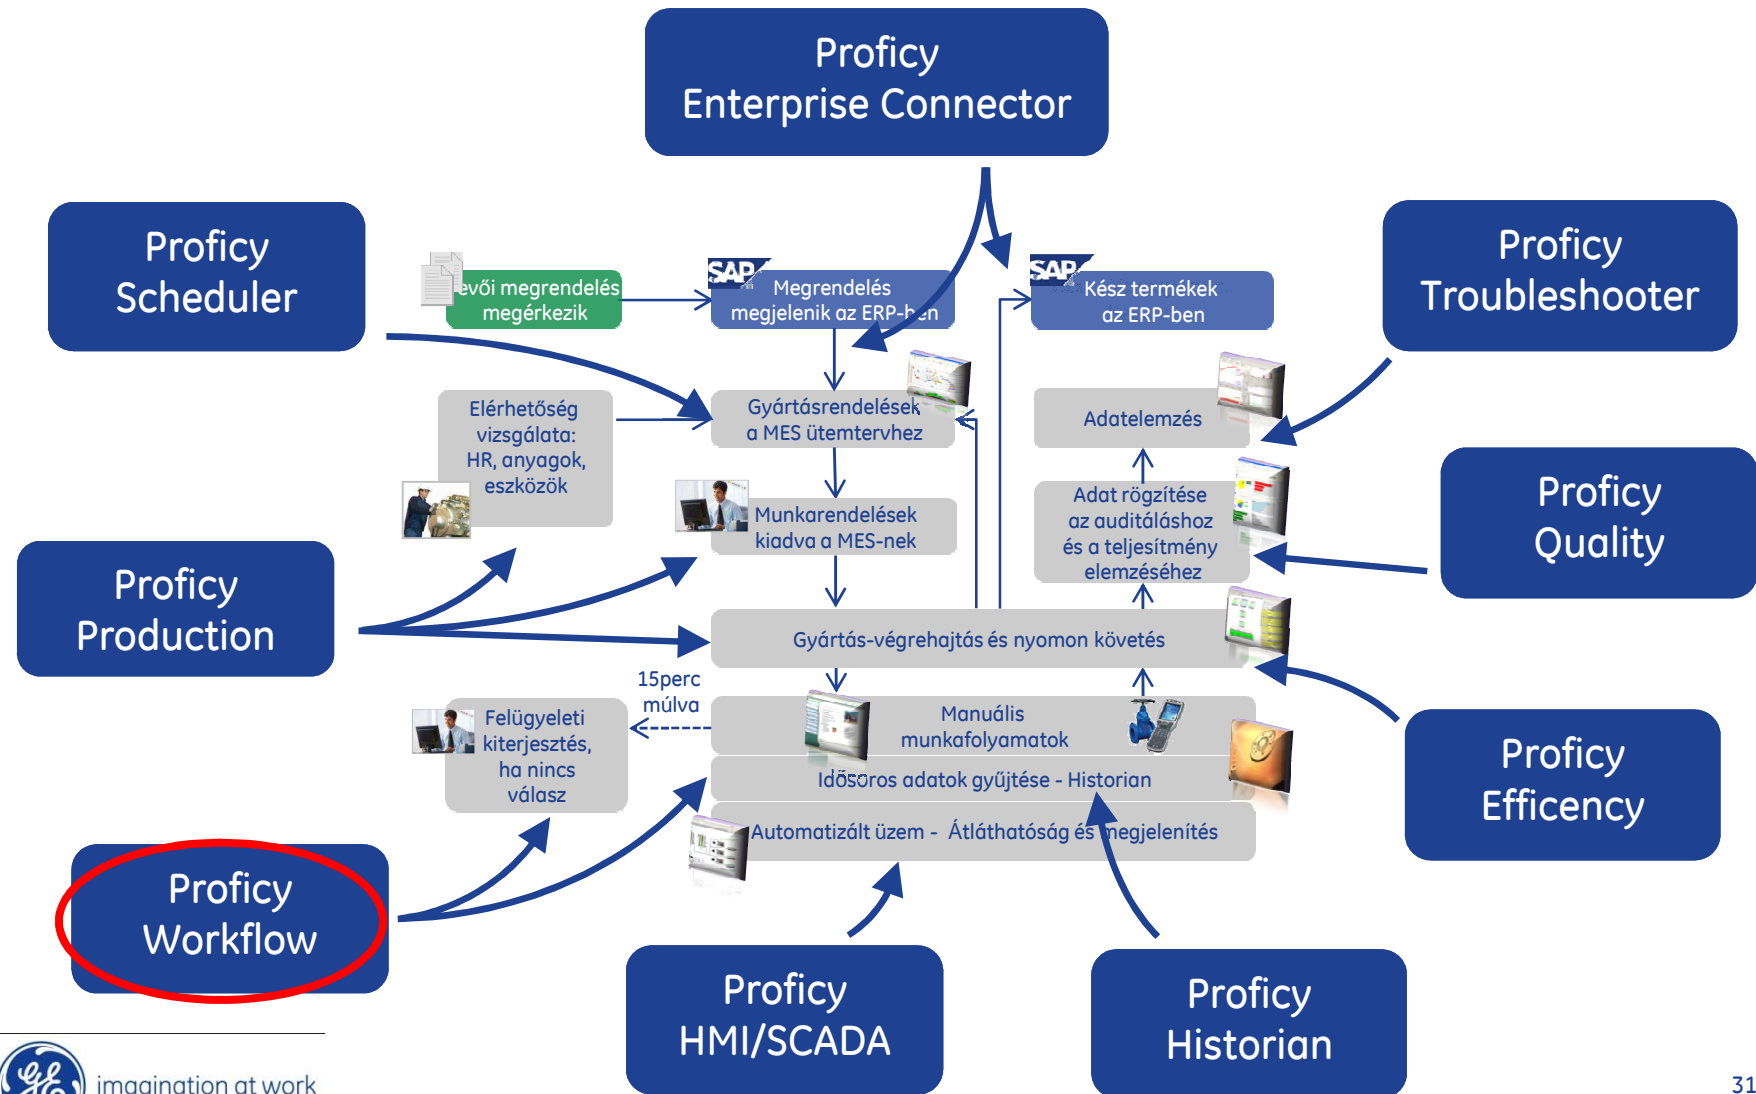 Proficy
Enterprise Connector
Proficy
Scheduler
Proficy
Troubleshooter
evői megrendelés
megérkezik
SAP
Megrendelés
megjelenik az ERP-ben
SAP
Kész termékek
az ERP-ben
Elérhetőség
vizsgálata:
HR, anyagok,
eszközök
Gyártásrendelések
a MES ütemtervhez
Adatelemzés
Munkarendelések
kiadva a MES-nek
Adat rögzítése
az auditáláshoz
és a teljesítmény
elemzéséhez
Proficy
Quality
Proficy
Production
Gyártás-végrehajtás és nyomon követés
15perc
múlva
Felügyeleti
kiterjesztés,
ha nincs
válasz
Manuális
munkafolyamatok
Idősoros adatok gyűjtése - Historian
Automatizált üzem - Átláthatóság és megjelenítés
Proficy
Efficency
Proficy
Workflow
Proficy
HMI/SCADA
Proficy
Historian
GE
imagination at work
31